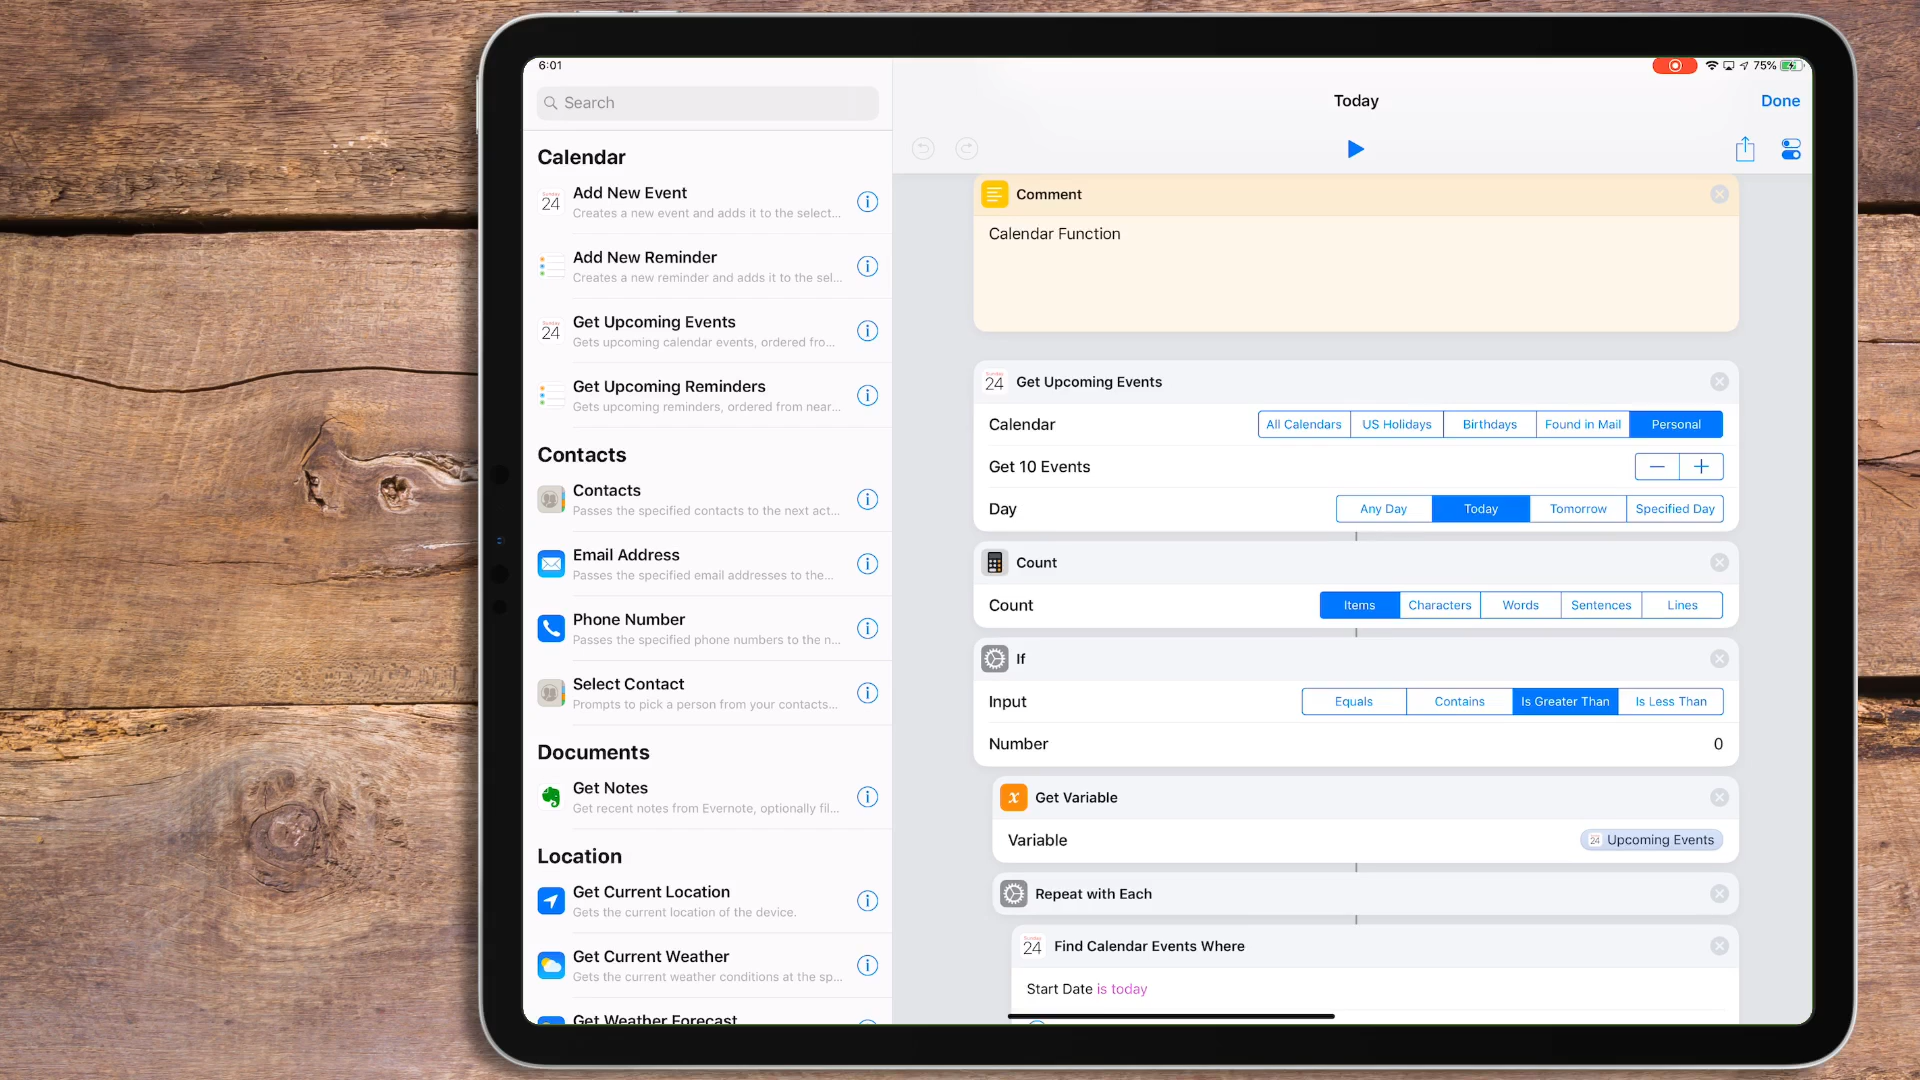 6:01
75%
Search
Today
Done
Calendar
Add New Event
Creates a new event and adds it to the select...
Add New Reminder
Creates a new reminder and adds it to the sel...
Get Upcoming Events
Gets upcoming calendar events, ordered fro...
Get Upcoming Reminders
Gets upcoming reminders, ordered from near...
Contacts
Contacts
Passes the specified contacts to the next act...
Email Address
Passes the specified email addresses to the...
Phone Number
Passes the specified phone numbers to the n...
Select Contact
Prompts to pick a person from your contacts...
Documents
Get Notes
Get recent notes from Evernote, optionally fil...
Location
Get Current Location
Gets the current location of the device.
Get Current Weather
Gets the current weather conditions at the sp...
Get Weather Forecast
Comment
Calendar Function
24 Get Upcoming Events
Calendar All Calendars US Holidays Birthdays Found in Mail Personal
Get 10 Events
Day Any Day Today Tomorrow Specified Day
Count
Count Items Characters Words Sentences Lines
If
Input Equals Contains Is Greater Than Is Less Than
Number 0
x Get Variable
Variable 24 Upcoming Events
Repeat with Each
24 Find Calendar Events Where
Start Date is today